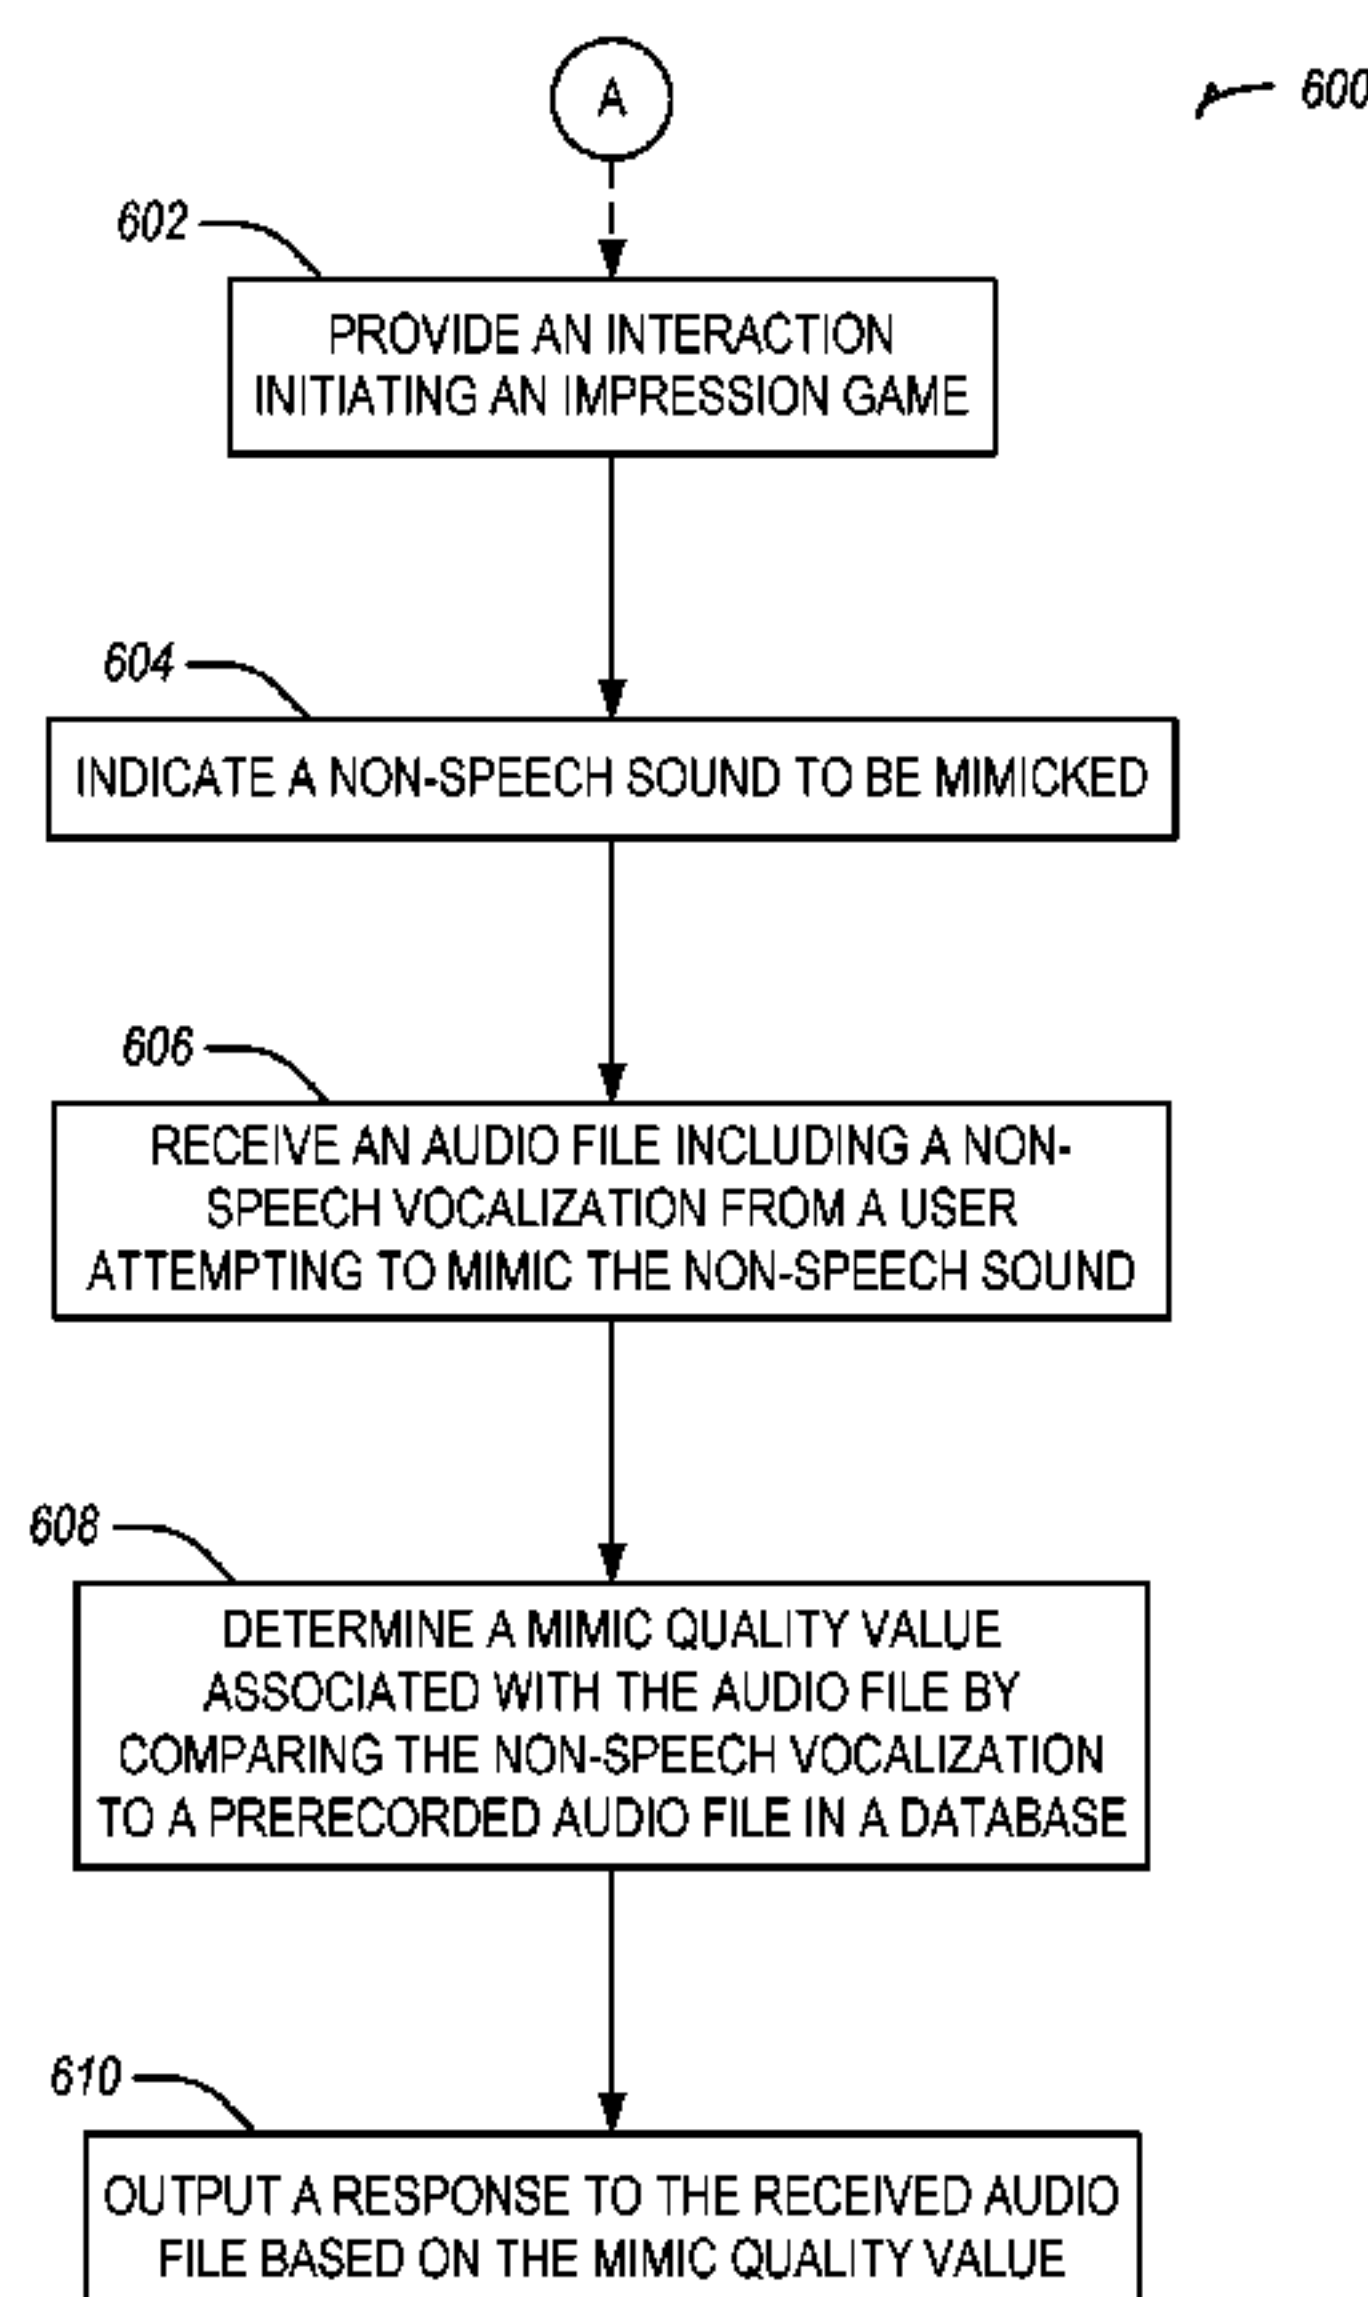 A
600
602
PROVIDE AN INTERACTION
INITIATING AN IMPRESSION GAME
604
INDICATE A NON-SPEECH SOUND TO BE MIMICKED
606
RECEIVE AN AUDIO FILE INCLUDING A NON-
SPEECH VOCALIZATION FROM A USER
ATTEMPTING TO MIMIC THE NON-SPEECH SOUND
608
DETERMINE A MIMIC QUALITY VALUE
ASSOCIATED WITH THE AUDIO FILE BY
COMPARING THE NON-SPEECH VOCALIZATION
TO A PRERECORDED AUDIO FILE IN A DATABASE
610
OUTPUT A RESPONSE TO THE RECEIVED AUDIO
FILE BASED ON THE MIMIC QUALITY VALUE